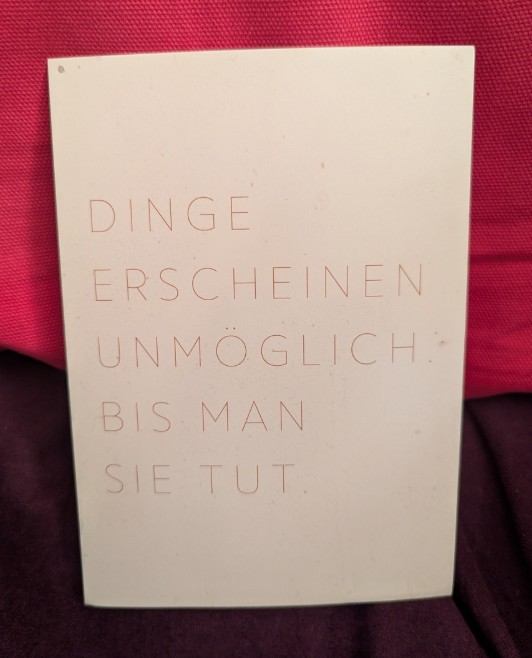 DINGE
ERSCHEINEN
UNMÖGLICH
BIS MAN
SIE TUT.